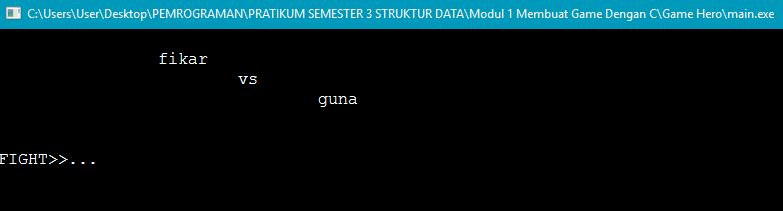 C:\Users\User\Desktop\PEMROGRAMAN\PRATIKUM SEMESTER 3 STRUKTUR DATA\Modul 1 Membuat Game Dengan C\Game Hero\main.exe
fikar
vs
guna
FIGHT>>...